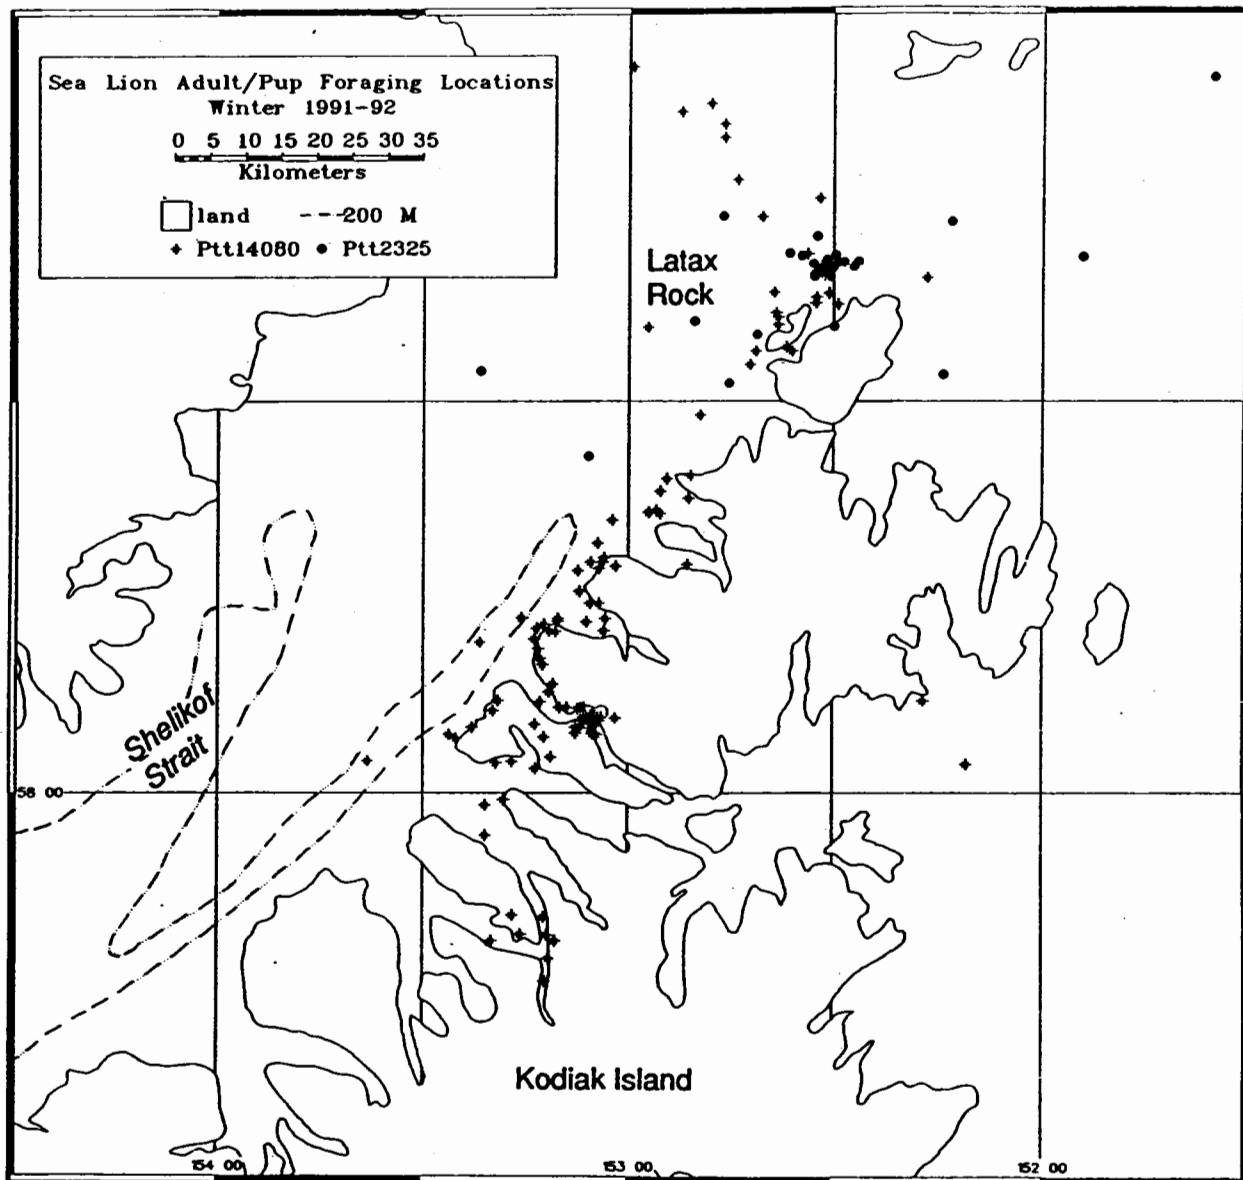 Sea Lion Adult/Pup Foraging Locations
Winter 1991-92
0 5 10 15 20 25 30 35
Kilometers
land 200 M
Ptt14080 Ptt2325
Latax
Rock
Shelikof
Strait
58 00
Kodiak Island
154 00 153 00 152 00